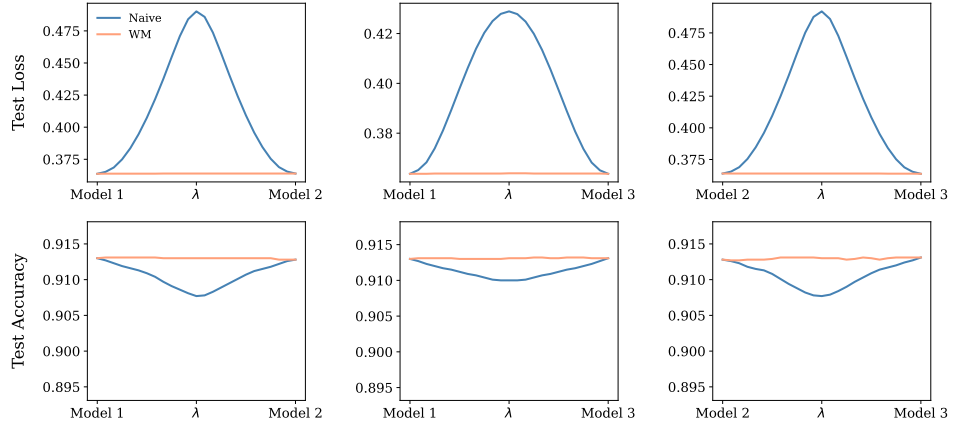 Test Loss
0.475
0.450
0.425
0.400
0.375
Naive
WM
Model 1 λ Model 2
0.42
0.40
0.38
Model 1 λ Model 3
0.475
0.450
0.425
0.400
0.375
Model 2 λ Model 3
Test Accuracy
0.915
0.910
0.905
0.900
0.895
Model 1 λ Model 2
0.915
0.910
0.905
0.900
0.895
Model 1 λ Model 3
0.915
0.910
0.905
0.900
0.895
Model 2 λ Model 3